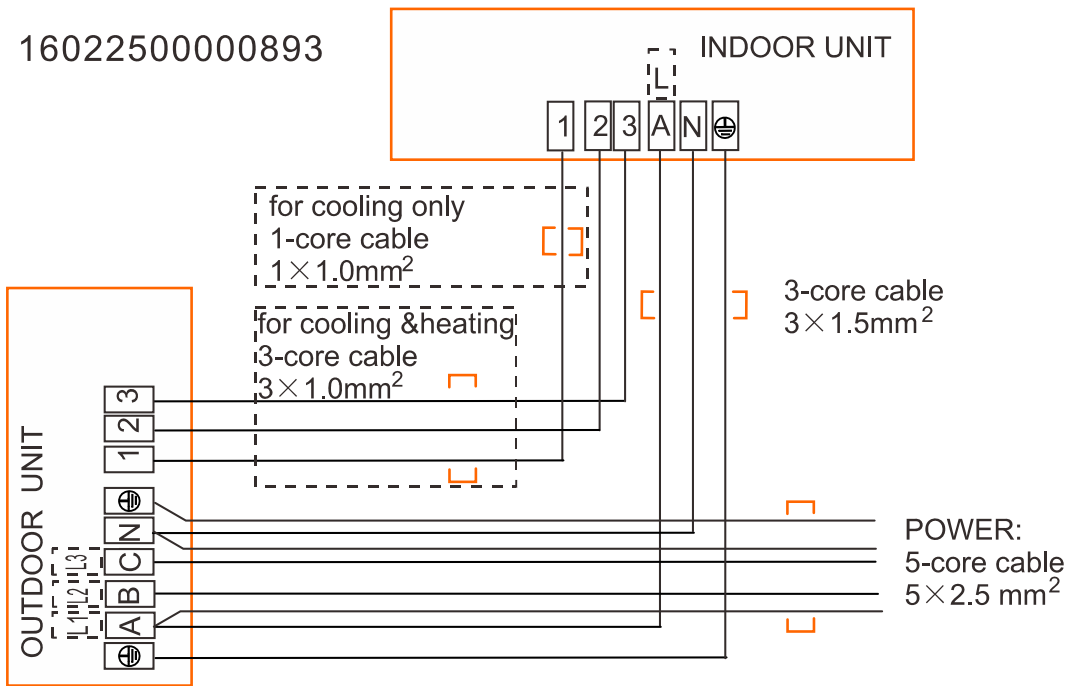 16022500000893
INDOOR UNIT
L
1 2 3 A N
for cooling only
1-core cable
1×1.0mm²
3-core cable
3×1.5mm²
for cooling &heating
3-core cable
3×1.0mm²
OUTDOOR UNIT
3
2
1
N
L3 C
L2 B
L1 A
POWER:
5-core cable
5×2.5 mm²